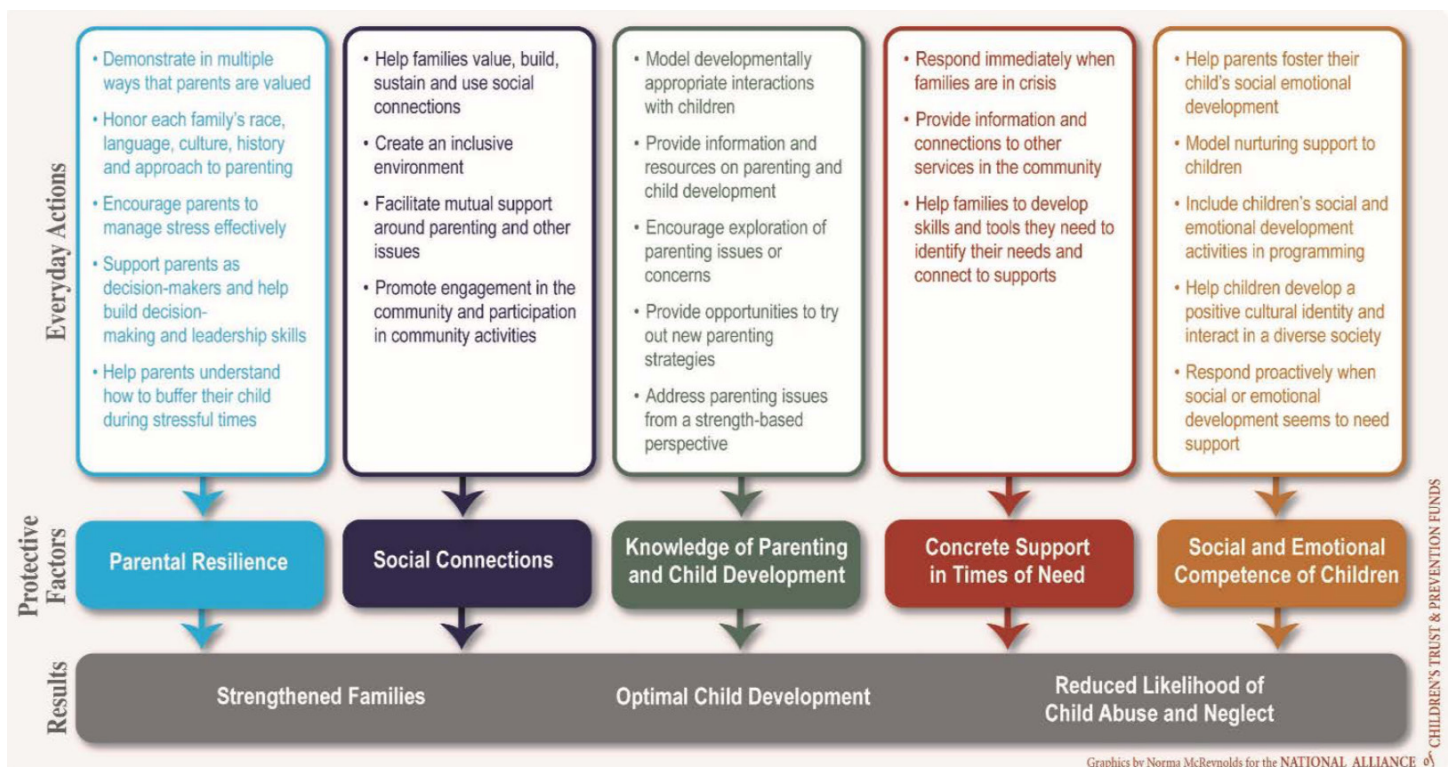 Everyday Actions
• Demonstrate in multiple
ways that parents are valued
• Honor each family's race,
language, culture, history
and approach to parenting
• Encourage parents to
manage stress effectively
• Support parents as
decision-makers and help
build decision-
making and leadership skills
• Help parents understand
how to buffer their child
during stressful times
• Help families value, build,
sustain and use social
connections
• Create an inclusive
environment
• Facilitate mutual support
around parenting and other
issues
• Promote engagement in the
community and participation
in community activities
• Model developmentally
appropriate interactions
with children
• Provide information and
resources on parenting and
child development
• Encourage exploration of
parenting issues or
concerns
• Provide opportunities to try
out new parenting
strategies
• Address parenting issues
from a strength-based
perspective
• Respond immediately when
families are in crisis
• Provide information and
connections to other
services in the community
• Help families to develop
skills and tools they need to
identify their needs and
connect to supports
• Help parents foster their
child's social emotional
development
• Model nurturing support to
children
• Include children's social and
emotional development
activities in programming
• Help children develop a
positive cultural identity and
interact in a diverse society
• Respond proactively when
social or emotional
development seems to need
support
Protective
Factors
Parental Resilience
Social Connections
Knowledge of Parenting
and Child Development
Concrete Support
in Times of Need
Social and Emotional
Competence of Children
Results
Strengthened Families
Optimal Child Development
Reduced Likelihood of
Child Abuse and Neglect
Graphics by Norma McReynolds for the NATIONAL ALLIANCE of
CHILDREN'S TRUST & PREVENTION FUNDS